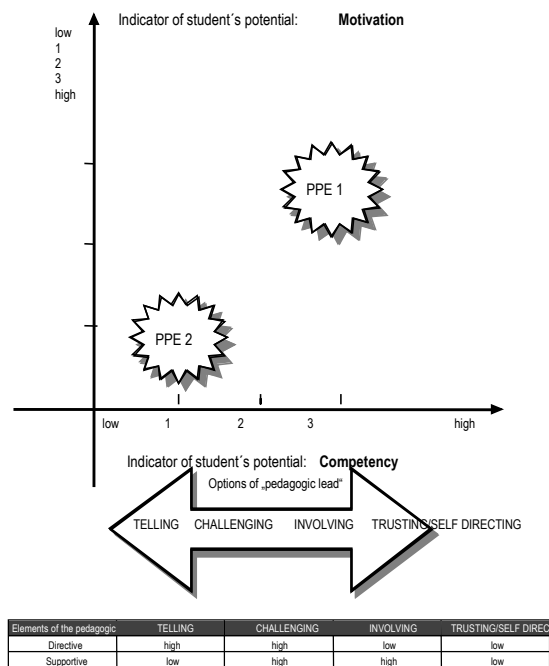 Indicator of student´s potential: Motivation
low
1
2
3
high
PPE 1
PPE 2
low 1 2 3 high
Indicator of student´s potential: Competency
Options of „pedagogic lead“
TELLING CHALLENGING INVOLVING TRUSTING/SELF DIRECTING
Elements of the pedagogic TELLING CHALLENGING INVOLVING TRUSTING/SELF DIREC
Directive high high low low
Supportive low high high low